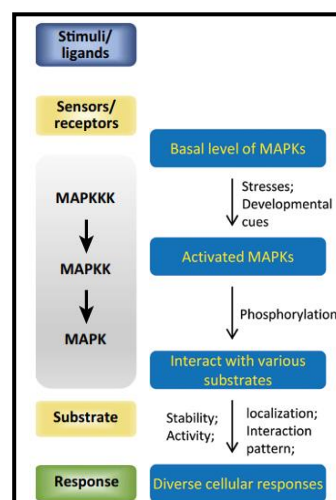 Stimuli/
ligands
Sensors/
receptors
MAPKKK
MAPKK
MAPK
Substrate
Response
Basal level of MAPKs
Stresses;
Developmental
cues
Activated MAPKs
Phosphorylation
Interact with various
substrates
Stability;
Activity;
localization;
Interaction
pattern;
Diverse cellular responses